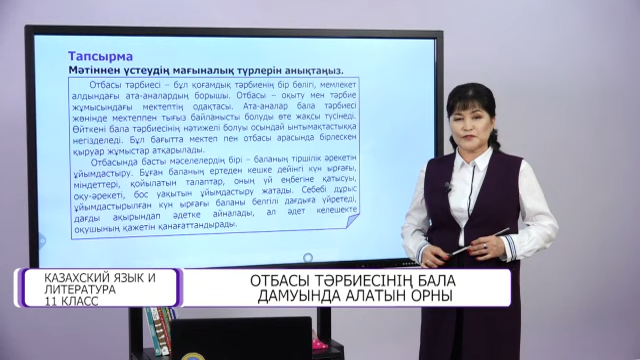 Тапсырма
Мәтіннен үстеудің мағыналық түрлерін анықтаңыз.
Отбасы тәрбиесі – бұл қоғамдық тәрбиенің бір бөлігі, мемлекет
алдындағы ата-аналардың борышы. Отбасы – оқыту мен тәрбие
жұмысындағы мектептің одақтасы. Ата-аналар бала тәрбиесі
жөнінде мектеппен тығыз байланысты болуды өте жақсы түсінеді.
Өйткені бала тәрбиесінің нәтижелі болуы осындай ынтымақтастыққа
негізделеді. Бұл бағытта мектеп пен отбасы арасында бірлескен
қыруар жұмыстар атқарылады.
Отбасында басты мәселелердің бірі – баланың тіршілік әрекетін
ұйымдастыру. Бұған баланың ертеден кешке дейінгі күн ырғағы,
міндеттері, қойылатын талаптар, оның үй еңбегіне қатысуы,
оқу-әрекеті, бос уақытын ұйымдастыру жатады. Себебі дұрыс
ұйымдастырылған күн ырғағы баланы белгілі дағдыға үйретеді,
дағды ақырындап әдетке айналады, ал әдет келешекте
оқушының қажетін қанағаттандырады.
КАЗАХСКИЙ ЯЗЫК И
ЛИТЕРАТУРА
11 КЛАСС
ОТБАСЫ ТӘРБИЕСІНІҢ БАЛА
ДАМУЫНДА АЛАТЫН ОРНЫ